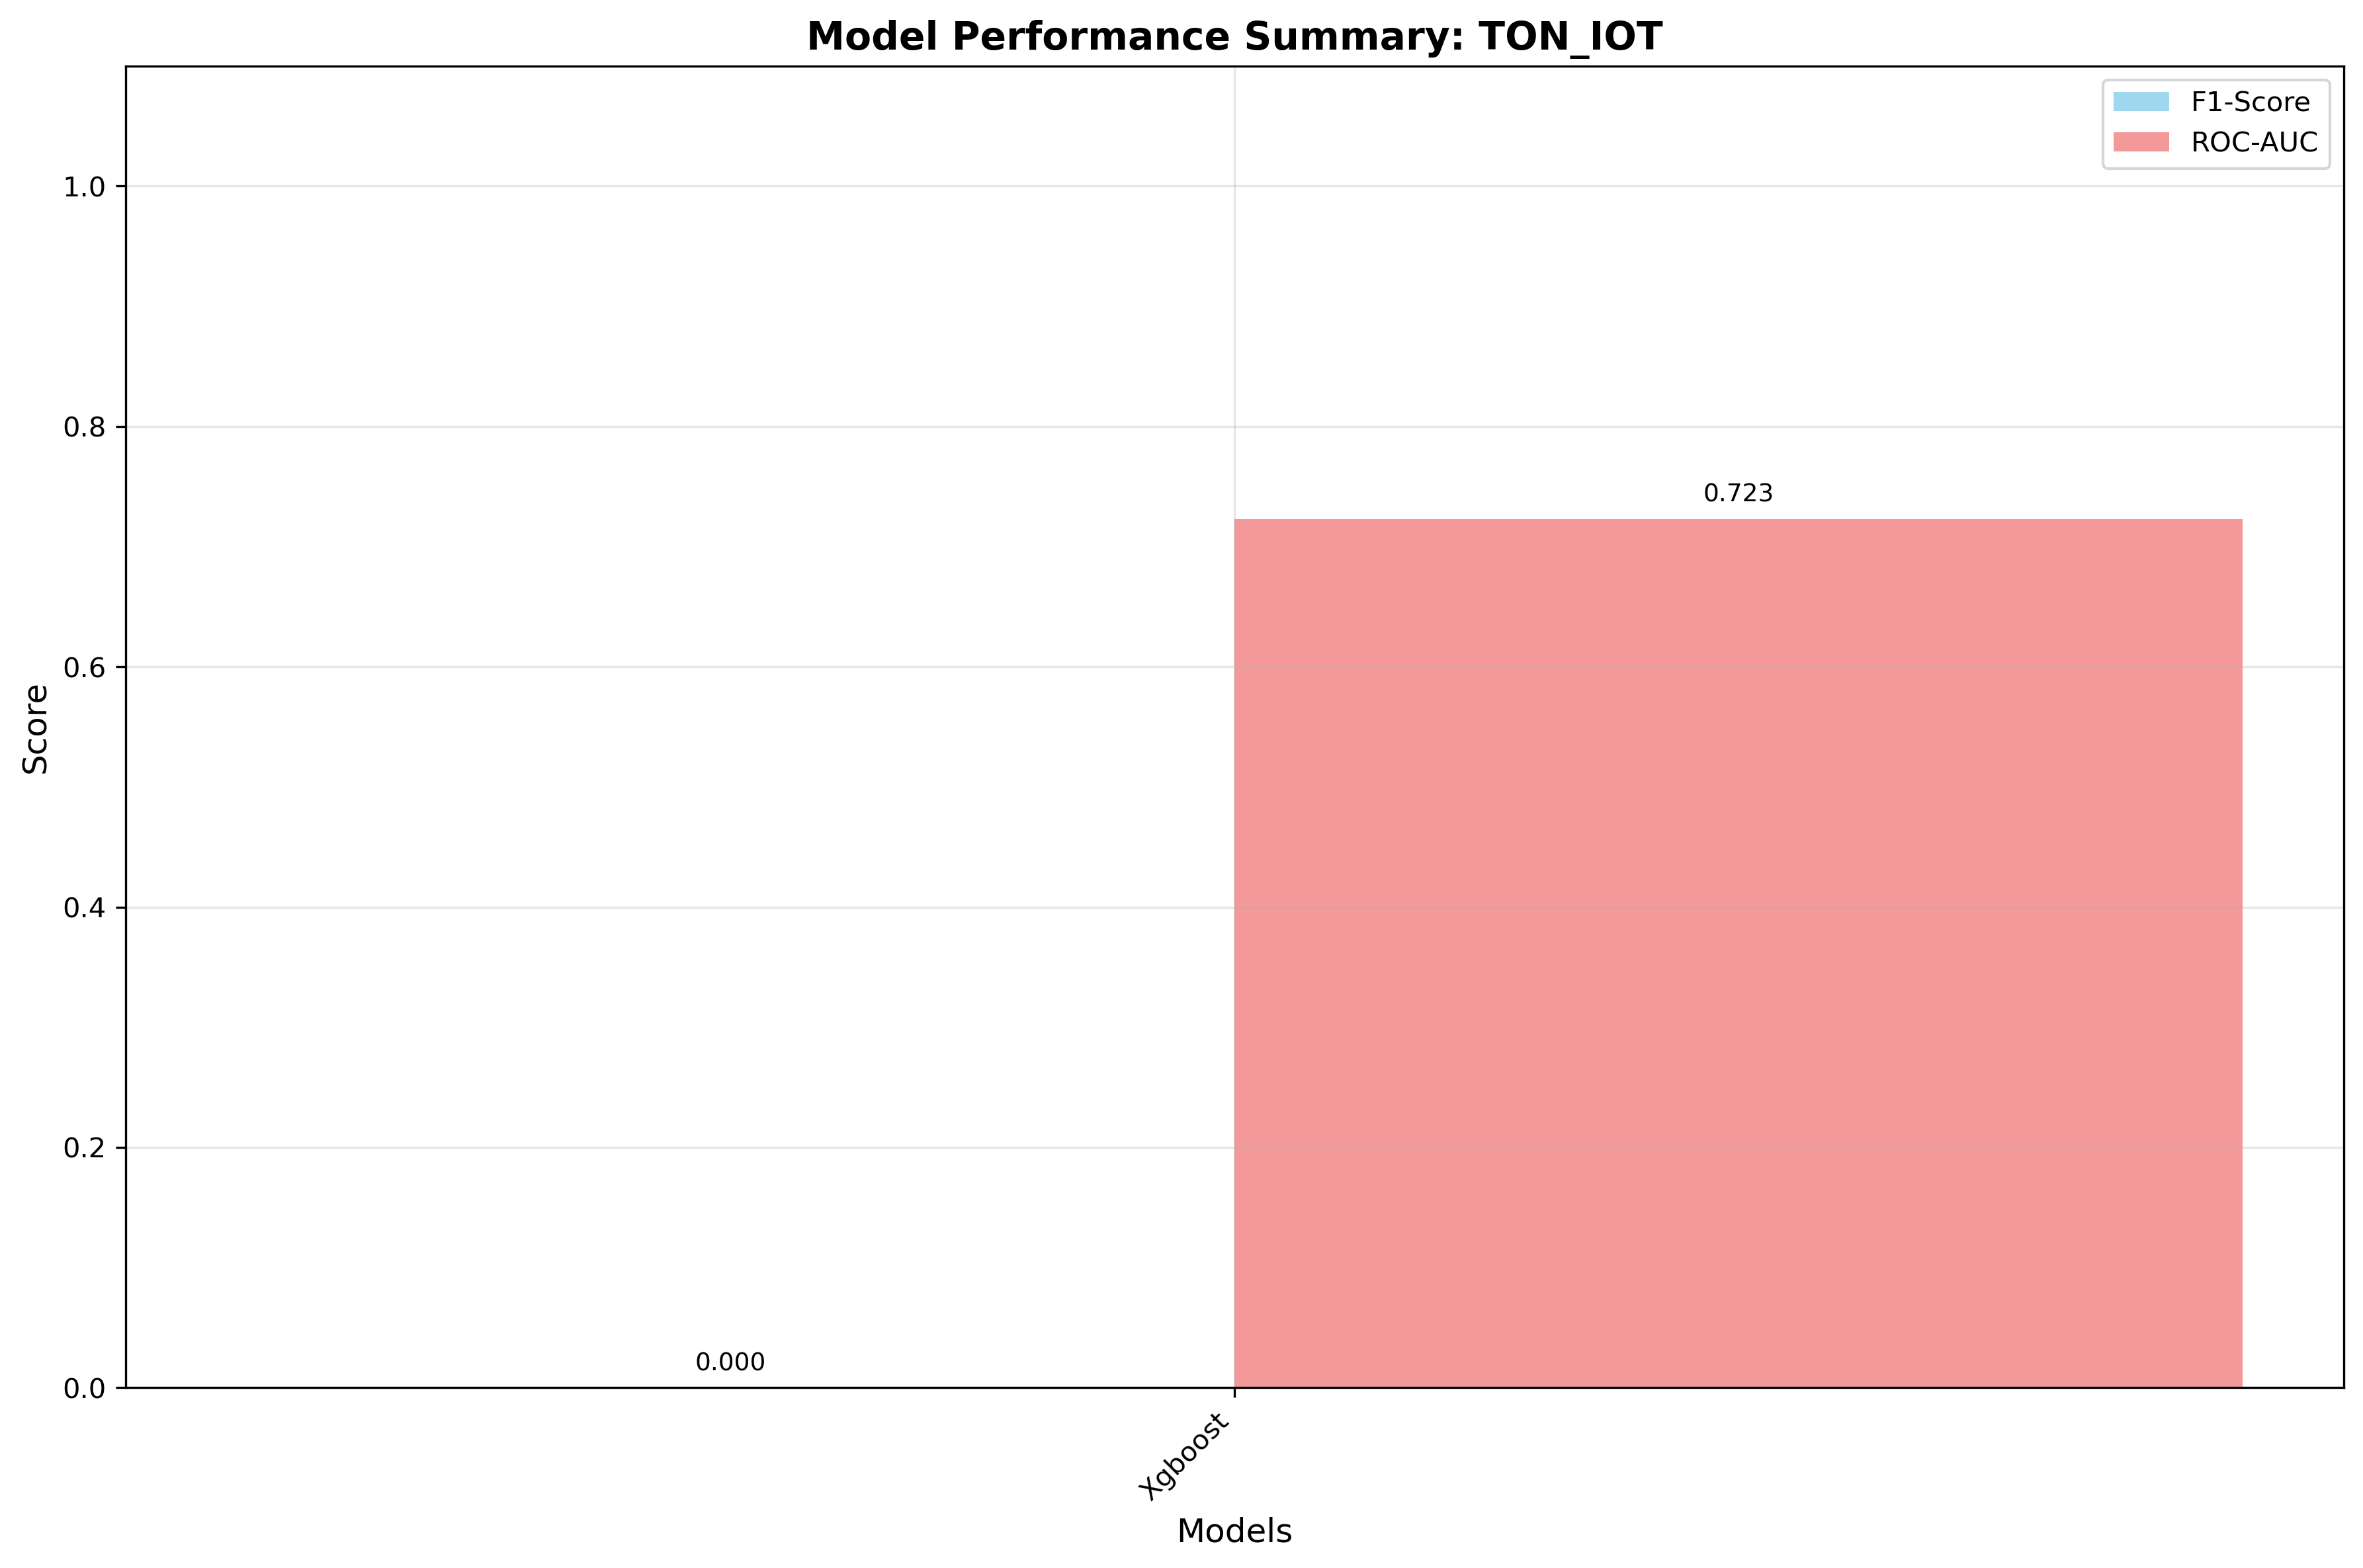 Model Performance Summary: TON_IOT
F1-Score
ROC-AUC
1.0
0.8
0.6
0.4
0.2
0.0
Score
0.723
0.000
Xgboost
Models